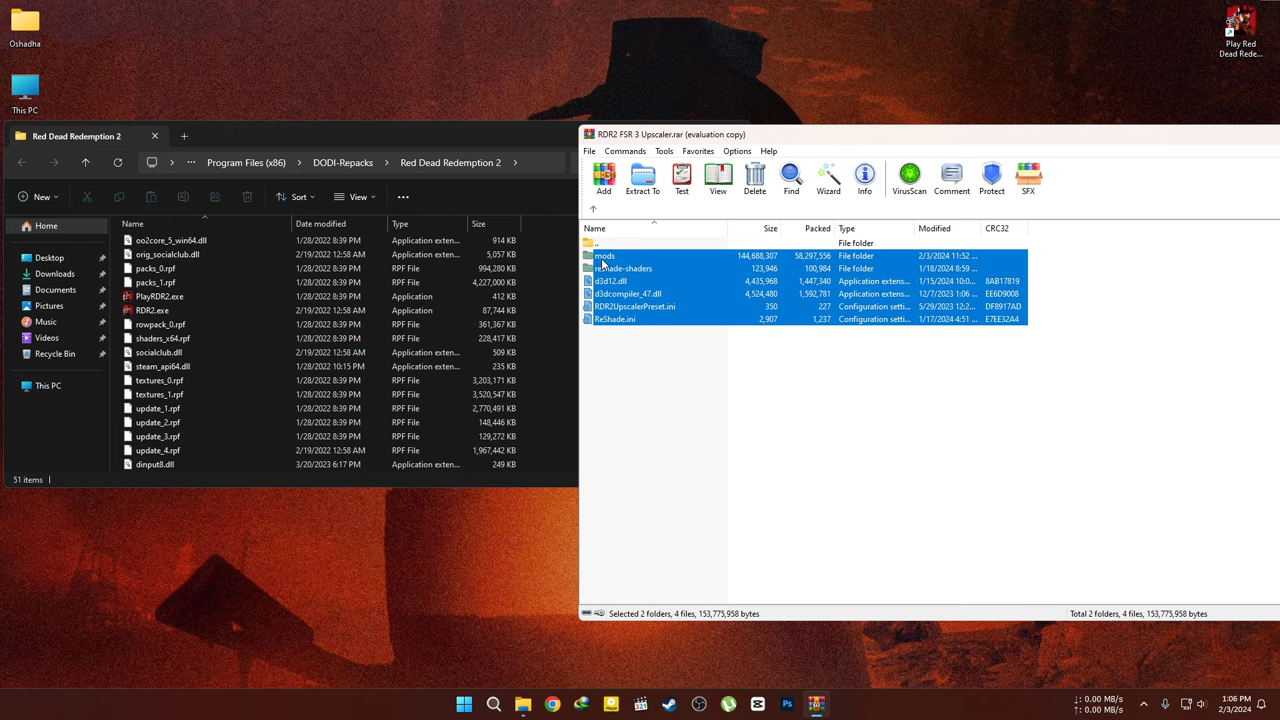 Oshadha
This PC
Play Red
Dead Rede...
Red Dead Redemption 2
Program Files (x86) > DODI-Repacks > Red Dead Redemption 2 >
New
Sort
View
Home
Desktop
Downloads
Documents
Pictures
Music
Videos
Recycle Bin
This PC
Name Date modified Type Size
oo2core_5_win64.dll 1/28/2022 8:39 PM Application exten... 914 KB
orig_socialclub.dll 2/19/2022 12:58 AM Application exten... 5,057 KB
packs_0.rpf 1/28/2022 8:39 PM RPF File 994,280 KB
packs_1.rpf 1/28/2022 8:39 PM RPF File 4,227,000 KB
PlayRDR2.exe 1/28/2022 8:39 PM Application 412 KB
RDR2.exe 2/19/2022 12:58 AM Application 87,744 KB
rowpack_0.rpf 1/28/2022 8:39 PM RPF File 361,367 KB
shaders_x64.rpf 1/28/2022 8:39 PM RPF File 228,417 KB
socialclub.dll 2/19/2022 12:58 AM Application exten... 509 KB
steam_api64.dll 1/28/2022 10:15 PM Application exten... 235 KB
textures_0.rpf 1/28/2022 8:39 PM RPF File 3,203,171 KB
textures_1.rpf 1/28/2022 8:39 PM RPF File 3,520,547 KB
update_1.rpf 1/28/2022 8:39 PM RPF File 2,770,491 KB
update_2.rpf 1/28/2022 8:39 PM RPF File 148,446 KB
update_3.rpf 1/28/2022 8:39 PM RPF File 129,272 KB
update_4.rpf 2/19/2022 12:58 AM RPF File 1,967,442 KB
dinput8.dll 3/20/2023 6:17 PM Application exten... 249 KB
51 items
RDR2 FSR 3 Upscaler.rar (evaluation copy)
File Commands Tools Favorites Options Help
Add Extract To Test View Delete Find Wizard Info VirusScan Comment Protect SFX
Name Size Packed Type Modified CRC32
.. File folder
mods 144,688,307 58,297,556 File folder 2/3/2024 11:52 ...
reshade-shaders 123,946 100,984 File folder 1/18/2024 8:59 ...
d3d12.dll 4,435,968 1,447,340 Application extens... 1/15/2024 10:0... 8AB17819
d3dcompiler_47.dll 4,524,480 1,592,781 Application extens... 12/7/2023 1:06 ... EE6D9008
RDR2UpscalerPreset.ini 350 227 Configuration setti... 5/29/2023 12:2... DF8917AD
ReShade.ini 2,907 1,237 Configuration setti... 1/17/2024 4:51 ... E7EE32A4
Selected 2 folders, 4 files, 153,775,958 bytes
Total 2 folders, 4 files, 153,775,958 bytes
↓: 0.00 MB/s
↑: 0.00 MB/s
1:06 PM
2/3/2024
Ps